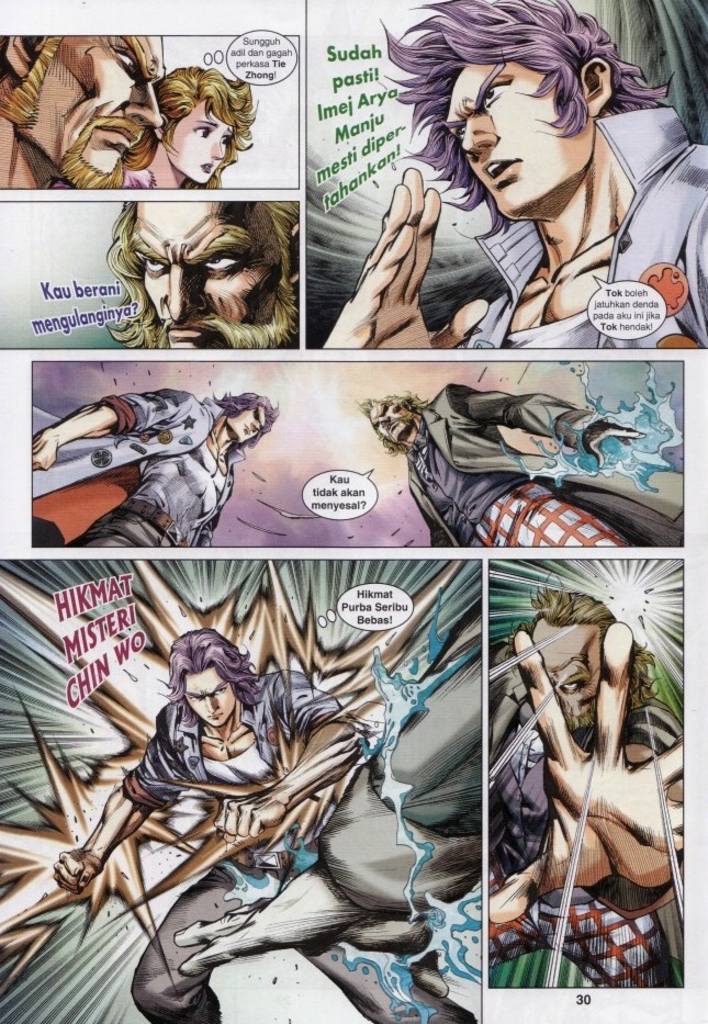 Sungguh
adil dan gagah
perkasa Tie
Zhong!
Sudah
pasti!
Imej Arya
Manju
mesti diper-
tahankan!
Kau berani
mengulanginya?
Tok boleh
jatuhkan denda
pada aku ini jika
Tok hendak!
Kau
tidak akan
menyesal?
HIKMAT
MISTERI
CHIN WO
Hikmat
Purba Seribu
Bebas!
30